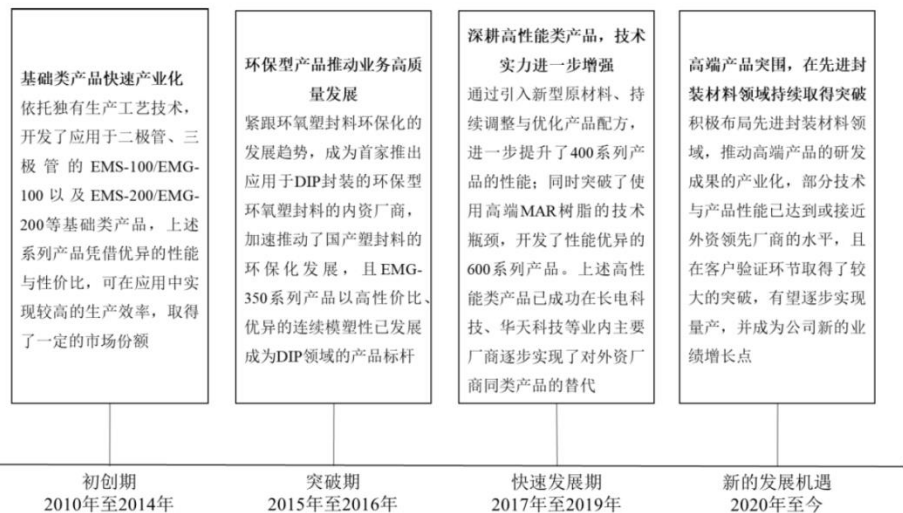 基础类产品快速产业化
依托独有生产工艺技术，
开发了应用于二极管、三
极管的EMS-100/EMG-
100以及EMS-200/EMG-
200等基础类产品，上述
系列产品凭借优异的性能
与性价比，可在应用中实
现较高的生产效率，取得
了一定的市场份额
环保型产品推动业务高质
量发展
紧跟环氧塑封料环保化的
发展趋势，成为首家推出
应用于DIP封装的环保型
环氧塑封料的内资厂商，
加速推动了国产塑封料的
环保化发展，且EMG-
350系列产品以高性价比、
优异的连续模塑性已发展
成为DIP领域的产品标杆
深耕高性能类产品，技术
实力进一步增强
通过引入新型原材料、持
续调整与优化产品配方，
进一步提升了400系列产
品的性能；同时突破了使
用高端MAR树脂的技术
瓶颈，开发了性能优异的
600系列产品。上述高性
能类产品已成功在长电科
技、华天科技等业内主要
厂商逐步实现了对外资厂
商同类产品的替代
高端产品突围，在先进封
装材料领域持续取得突破
积极布局先进封装材料领
域，推动高端产品的研发
成果的产业化，部分技术
与产品性能已达到或接近
外资领先厂商的水平，且
在客户验证环节取得了较
大的突破，有望逐步实现
量产，并成为公司新的业
绩增长点
初创期
2010年至2014年
突破期
2015年至2016年
快速发展期
2017年至2019年
新的发展机遇
2020年至今